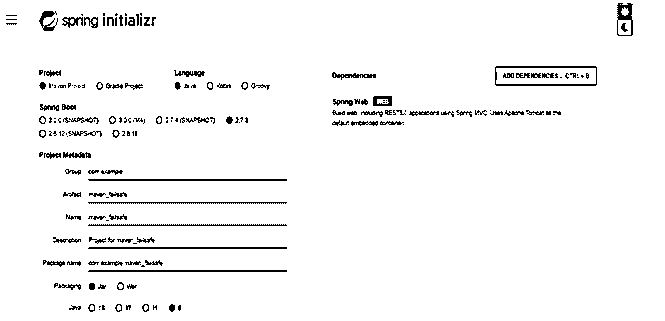 spring initializr
Project
Maven Project Gradle Project
Language
Java Kotlin Groovy
Spring Boot
3.0.0 (SNAPSHOT) 3.0.0 (M4) 2.7.4 (SNAPSHOT) 2.7.3
2.6.12 (SNAPSHOT) 2.6.11
Project Metadata
Group com.example
Artifact maven_failsafe
Name maven_failsafe
Description Project for maven_failsafe
Package name com.example.maven_failsafe
Packaging Jar War
Java 18 17 11 8
Dependencies
ADD DEPENDENCIES... CTRL + B
Spring Web WEB
Build web, including RESTful, applications using Spring MVC. Uses Apache Tomcat as the
default embedded container.